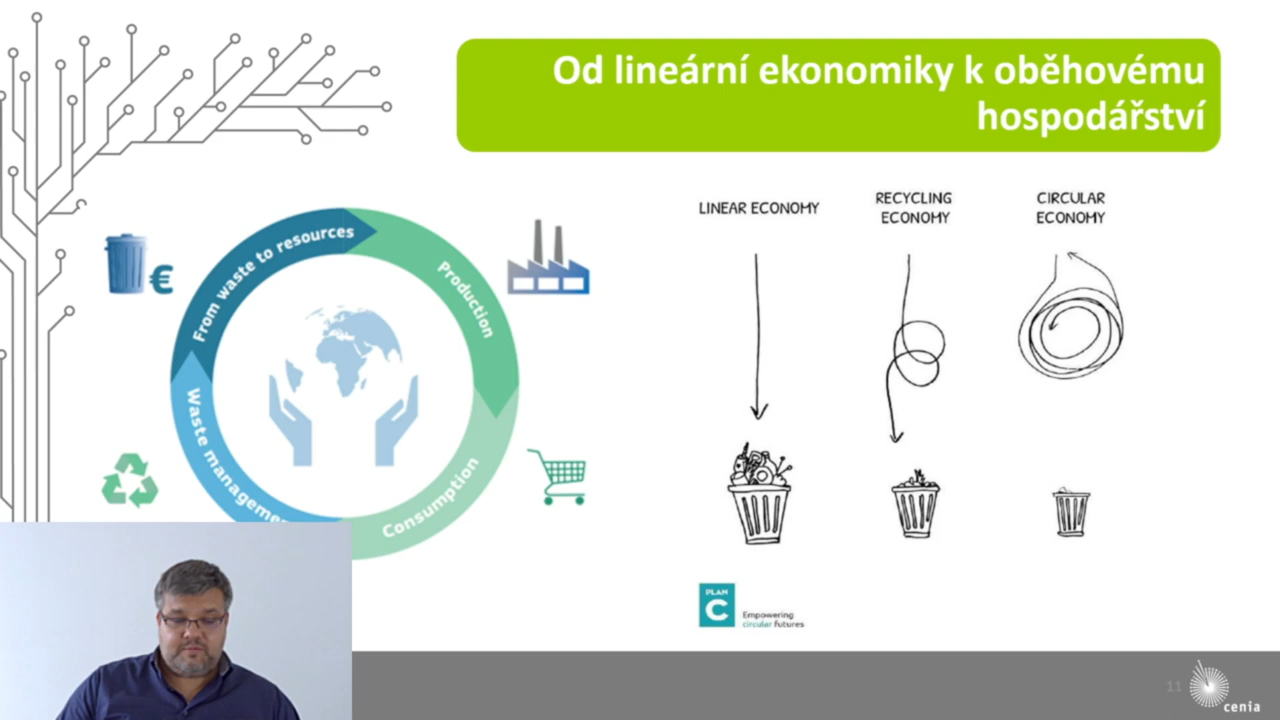 Od lineární ekonomiky k oběhovému
hospodářství
From waste to resources
Production
Consumption
Waste managemen
€
LINEAR ECONOMY
RECYCLING
ECONOMY
CIRCULAR
ECONOMY
PLAN
C
Empowering
circular futures
11
cenia